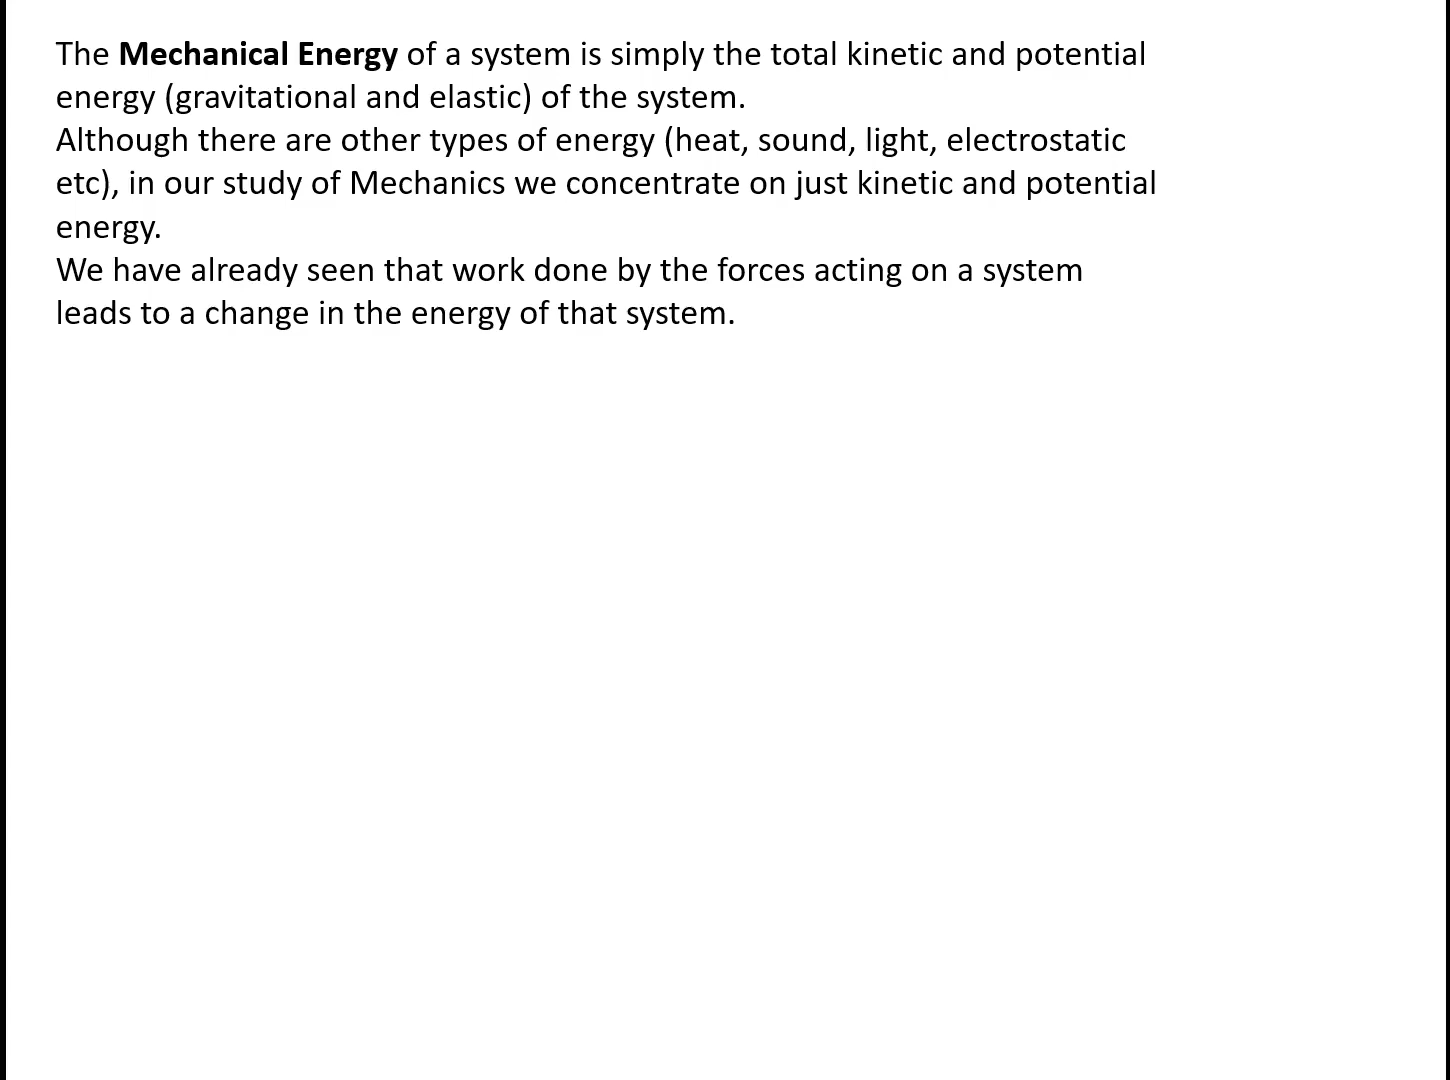 The Mechanical Energy of a system is simply the total kinetic and potential
energy (gravitational and elastic) of the system.
Although there are other types of energy (heat, sound, light, electrostatic
etc), in our study of Mechanics we concentrate on just kinetic and potential
energy.
We have already seen that work done by the forces acting on a system
leads to a change in the energy of that system.